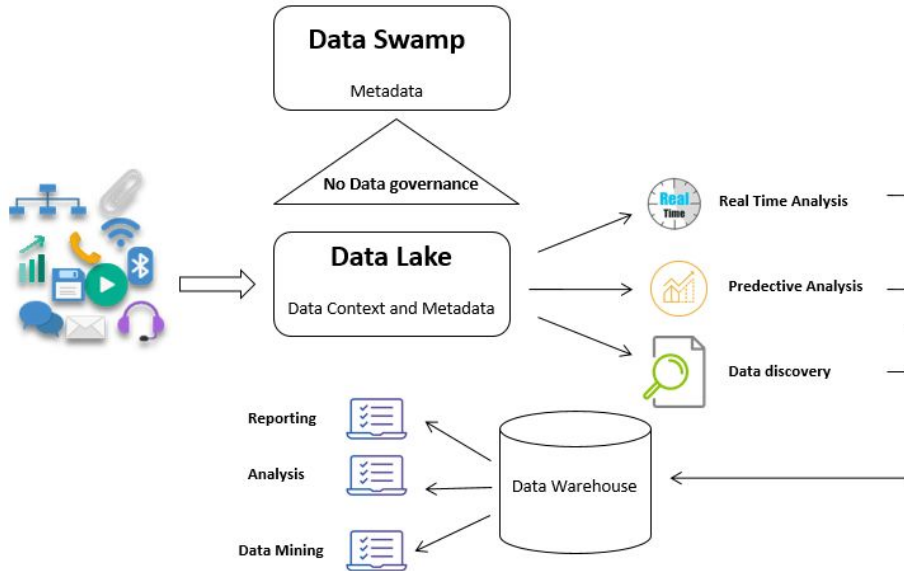 Data Swamp
Metadata
No Data governance
Data Lake
Data Context and Metadata
Real
Time
Real Time Analysis
Predective Analysis
Data discovery
Reporting
Analysis
Data Mining
Data Warehouse